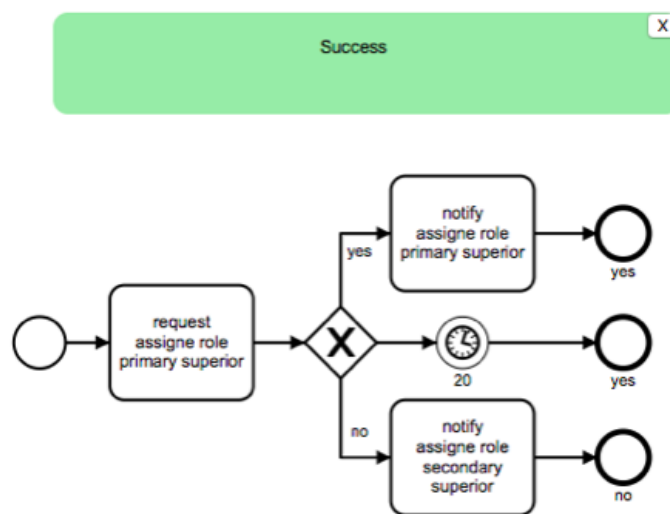 Success
X
notify
assigne role
primary superior
yes
yes
request
assigne role
primary superior
X
20
yes
no
notify
assigne role
secondary
superior
no